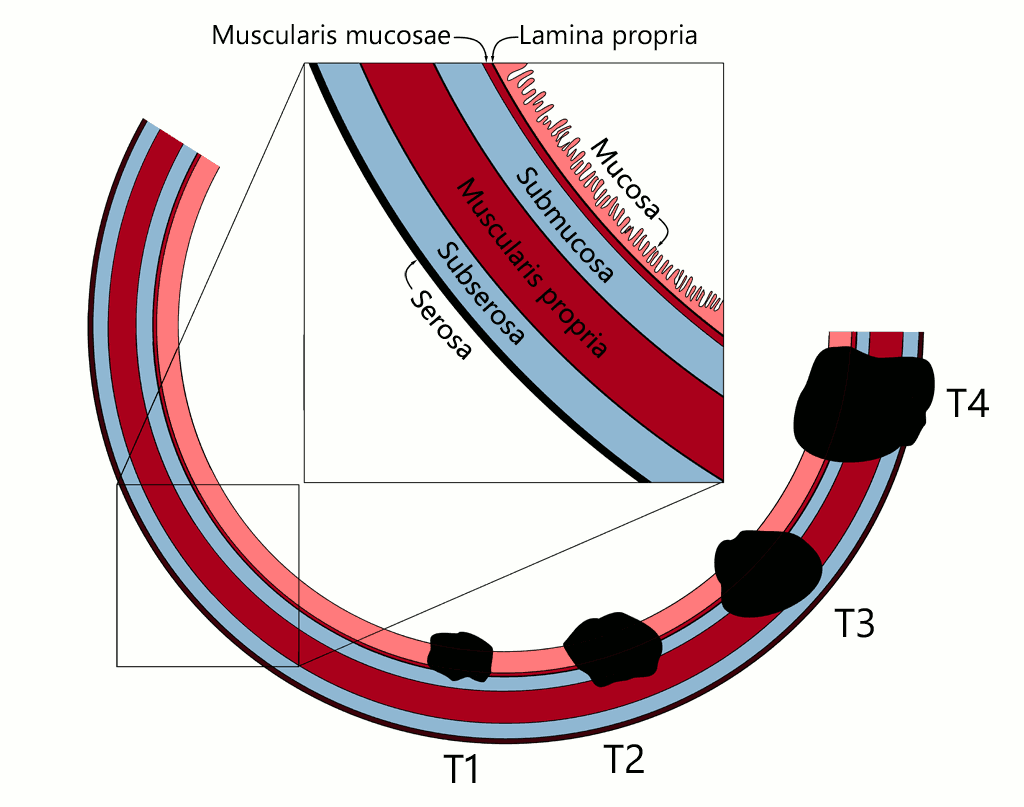 Muscularis mucosae
Lamina propria
Mucosa
Submucosa
Muscularis propria
Subserosa
Serosa
T4
T3
T2
T1